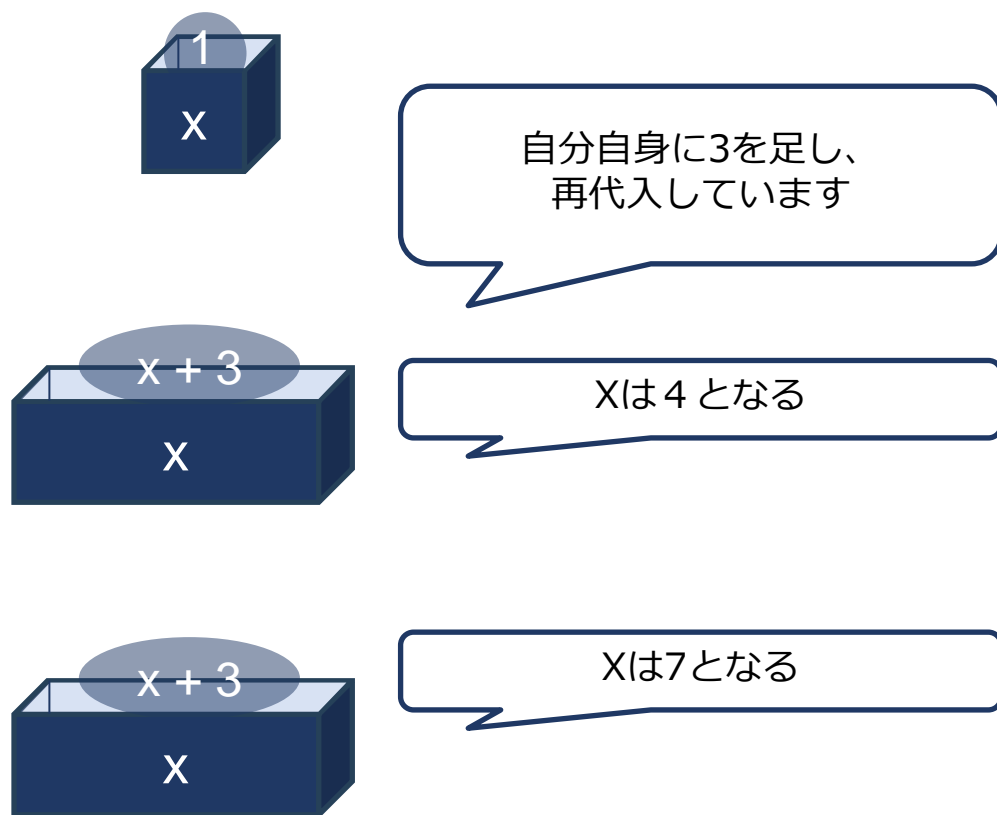 1
x
自分自身に3を足し、
再代入しています
x + 3
x
Xは４となる
x + 3
x
Xは7となる